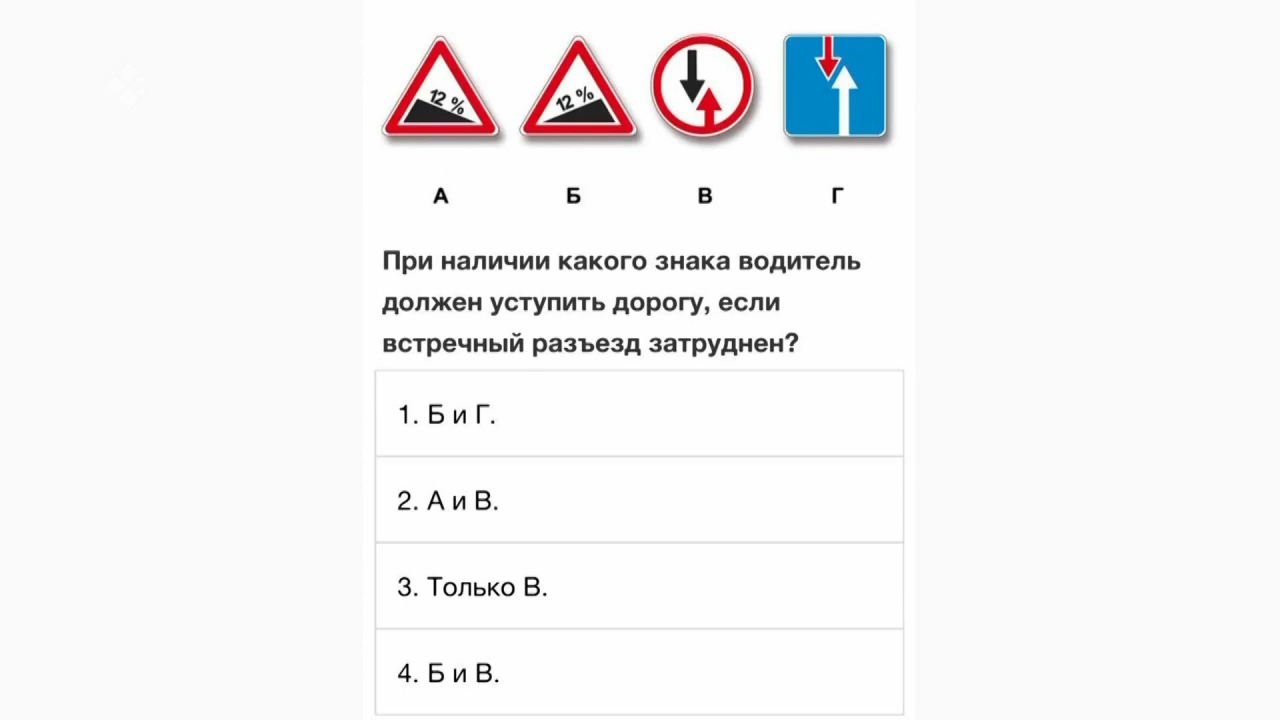 12 %
12 %
А Б В Г
При наличии какого знака водитель
должен уступить дорогу, если
встречный разъезд затруднен?
1. Б и Г.
2. А и В.
3. Только В.
4. Б и В.